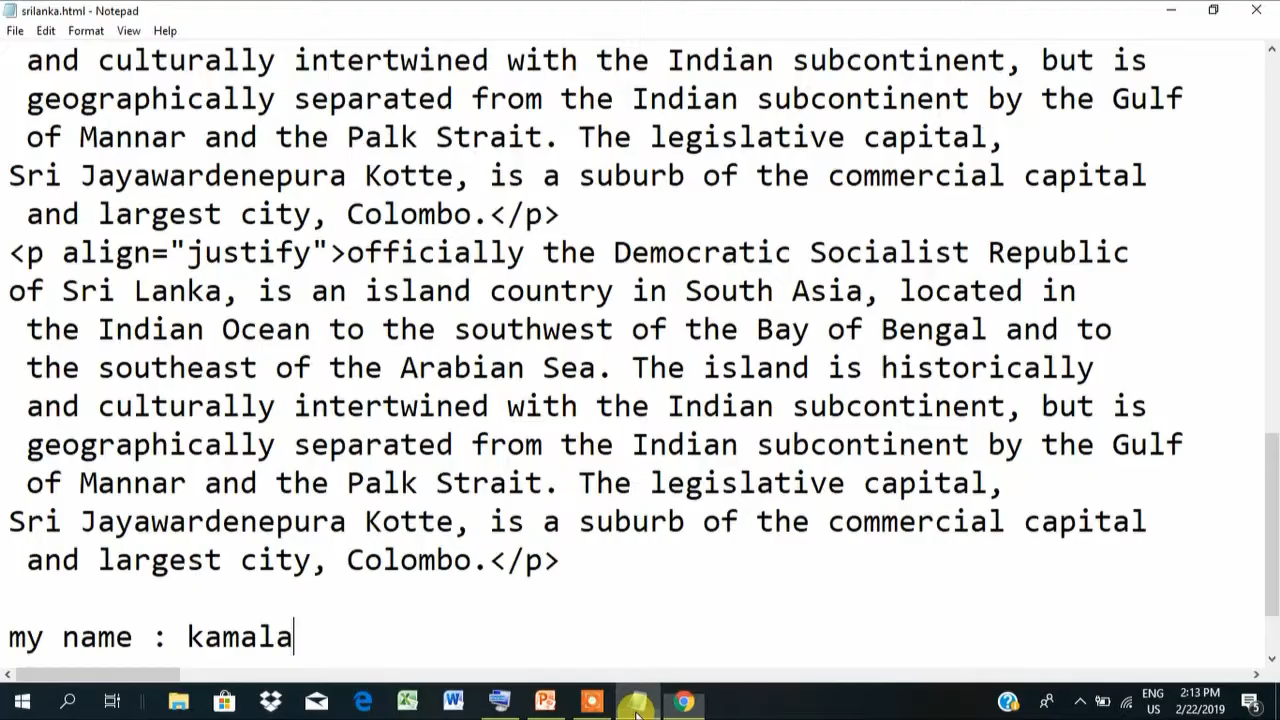 srilanka.html - Notepad
File Edit Format View Help
and culturally intertwined with the Indian subcontinent, but is
geographically separated from the Indian subcontinent by the Gulf
of Mannar and the Palk Strait. The legislative capital,
Sri Jayawardenepura Kotte, is a suburb of the commercial capital
and largest city, Colombo.</p>
<p align="justify">officially the Democratic Socialist Republic
of Sri Lanka, is an island country in South Asia, located in
the Indian Ocean to the southwest of the Bay of Bengal and to
the southeast of the Arabian Sea. The island is historically
and culturally intertwined with the Indian subcontinent, but is
geographically separated from the Indian subcontinent by the Gulf
of Mannar and the Palk Strait. The legislative capital,
Sri Jayawardenepura Kotte, is a suburb of the commercial capital
and largest city, Colombo.</p>
my name : kamala
ENG 2:13 PM
US 2/22/2019 5